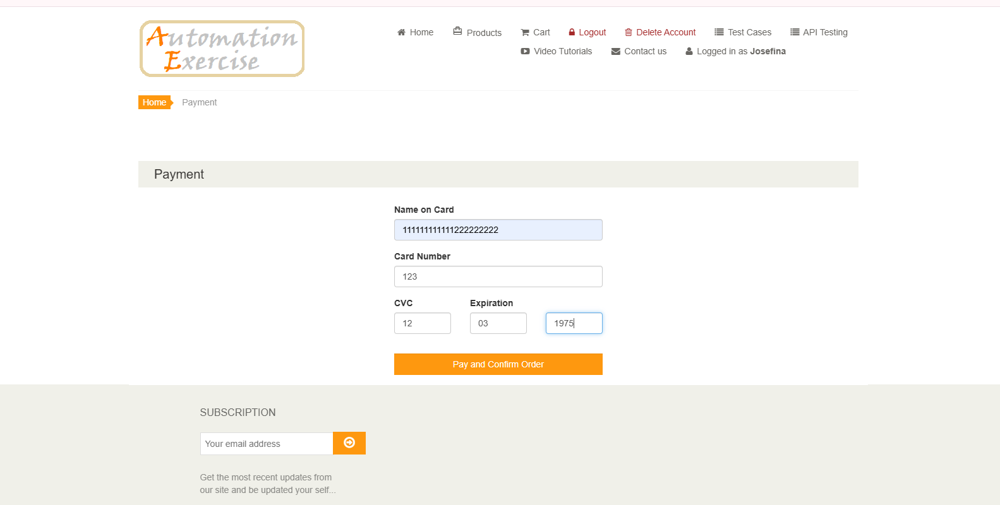 Automation
Exercise
Home Products Cart Logout Delete Account Test Cases API Testing
Video Tutorials Contact us Logged in as Josefina
Home Payment
Payment
Name on Card
111111111111222222222
Card Number
123
CVC Expiration
12 03 1975
Pay and Confirm Order
SUBSCRIPTION
Your email address
Get the most recent updates from
our site and be updated your self...